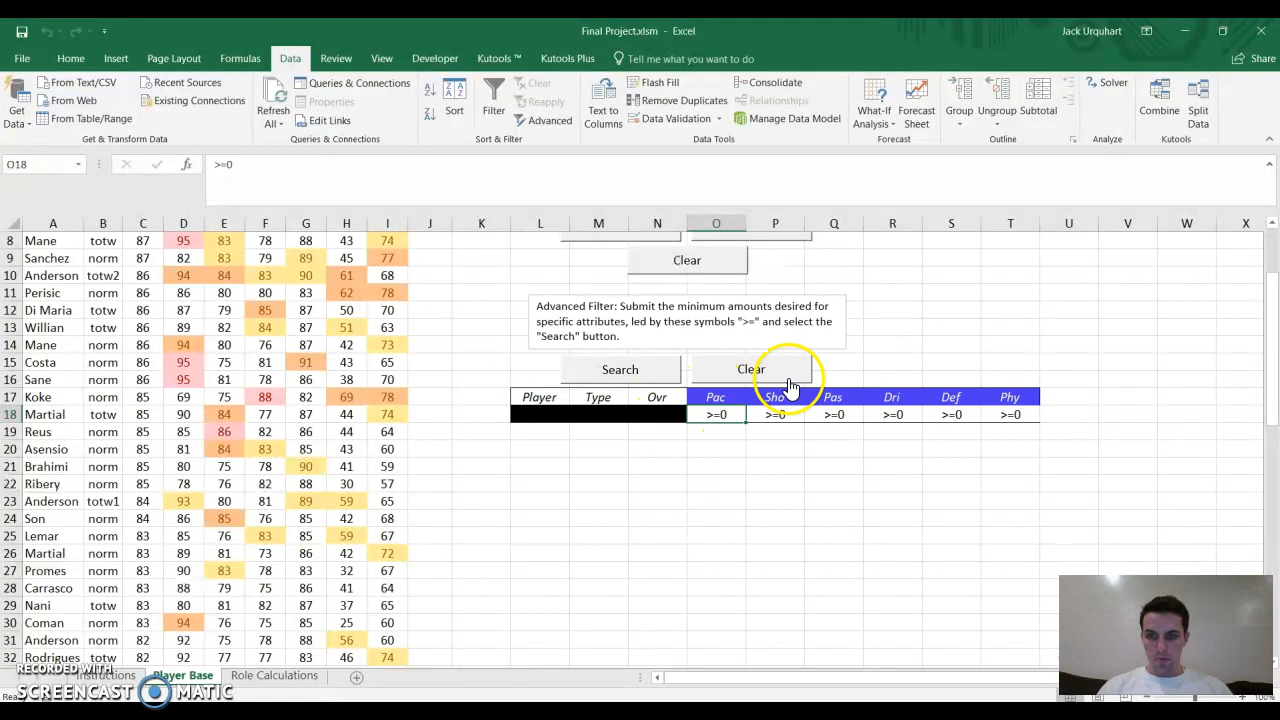 Final Project.xlsm - Excel
Jack Urquhart
File Home Insert Page Layout Formulas Data Review View Developer Kutools ™ Kutools Plus Tell me what you want to do Share
Get Data
From Text/CSV
From Web
From Table/Range
Recent Sources
Existing Connections
Get & Transform Data
Refresh All
Queries & Connections
Properties
Edit Links
Queries & Connections
Sort
Filter
Clear
Reapply
Advanced
Sort & Filter
Text to Columns
Flash Fill
Remove Duplicates
Data Validation
Consolidate
Relationships
Manage Data Model
Data Tools
What-If Analysis
Forecast Sheet
Forecast
Group
Ungroup
Subtotal
Outline
Solver
Analyze
Combine
Split Data
Kutools
O18 fx >=0
A B C D E F G H I J K L M N O P Q R S T U V W X
8 Mane totw 87 95 83 78 88 43 74
9 Sanchez norm 87 82 83 79 89 45 77
10 Anderson totw2 86 94 84 83 90 61 68
11 Perisic norm 86 86 80 80 83 62 78
12 Di Maria norm 86 87 79 85 87 50 70
13 Willian norm 86 89 82 84 87 51 63
14 Mane norm 86 94 80 76 87 42 73
15 Costa norm 86 95 75 81 91 43 65
16 Sane norm 86 95 81 78 86 38 70
17 Koke norm 85 69 75 88 82 69 78
18 Martial totw 85 90 84 77 87 44 74
19 Reus norm 85 85 86 82 86 43 65
20 Asensio norm 85 81 84 83 85 43 60
21 Brahimi norm 85 80 75 78 90 41 59
22 Ribery norm 85 78 76 82 88 30 57
23 Anderson totw1 84 93 80 81 89 59 65
24 Son norm 84 86 85 76 85 42 68
25 Lemar norm 83 85 76 83 85 59 67
26 Martial norm 83 89 81 73 86 42 72
27 Promes norm 83 90 83 78 83 32 67
28 Carrasco norm 83 88 79 75 86 41 64
29 Nani totw 83 80 81 82 87 37 65
30 Coman norm 83 94 76 75 85 25 60
31 Anderson norm 82 92 75 78 88 56 60
32 Rodrigues totw 82 92 77 77 83 46 74
Clear
Advanced Filter: Submit the minimum amounts desired for
specific attributes, led by these symbols ">=" and select the
"Search" button.
Search Clear
Player Type Ovr Pac Sho Pas Dri Def Phy
>=0 >=0 >=0 >=0 >=0 >=0
Instructions Player Base Role Calculations
RECORDED WITH
SCREENCAST MATIC
100%